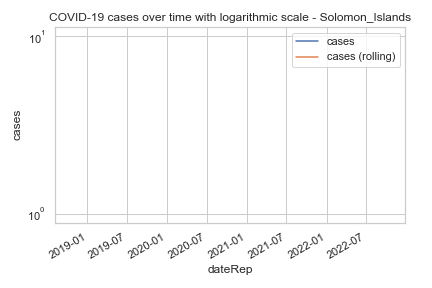 COVID-19 cases over time with logarithmic scale - Solomon_Islands
cases
cases (rolling)
10¹
cases
10⁰
2019-01
2019-07
2020-01
2020-07
2021-01
2021-07
2022-01
2022-07
dateRep